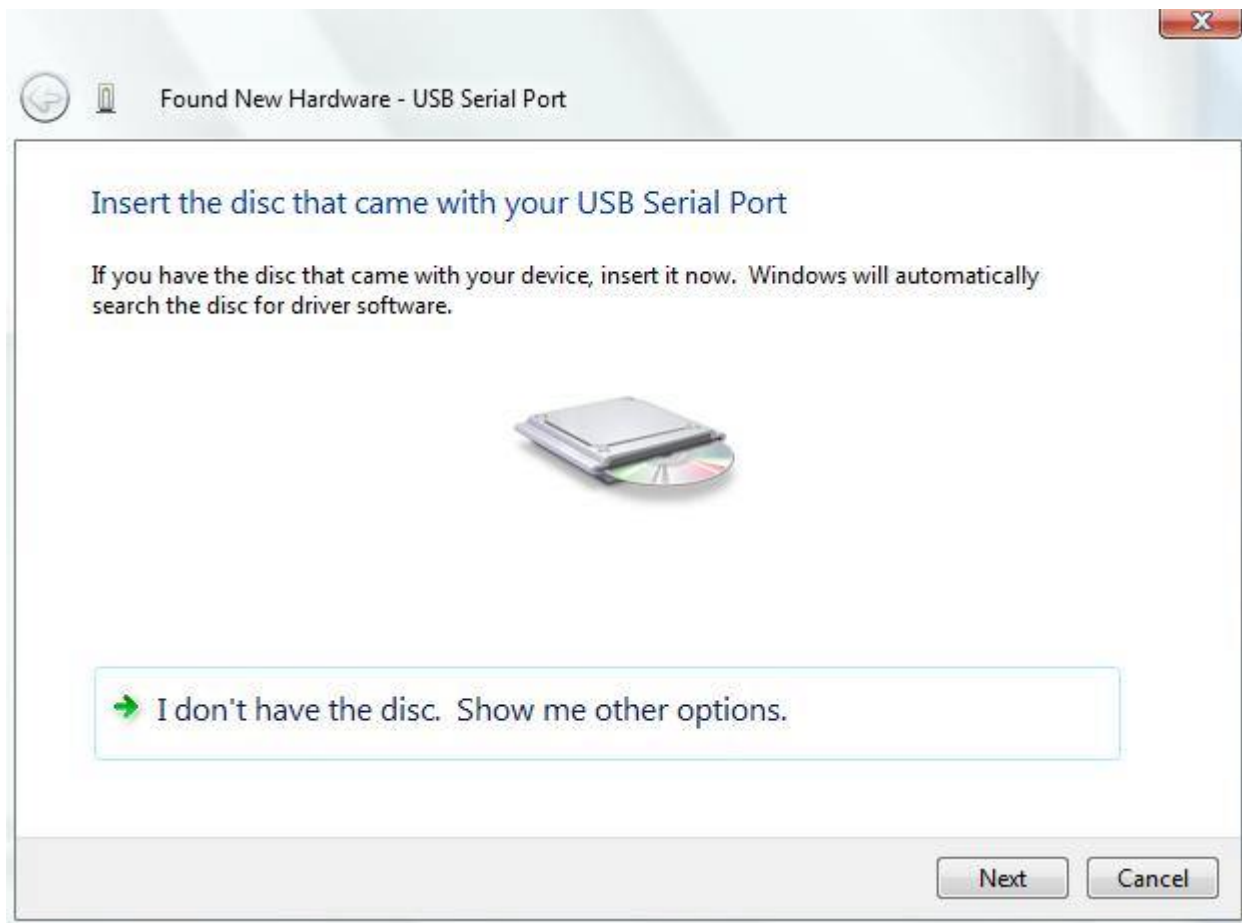 Found New Hardware - USB Serial Port
Insert the disc that came with your USB Serial Port
If you have the disc that came with your device, insert it now.  Windows will automatically
search the disc for driver software.
I don't have the disc.  Show me other options.
Next
Cancel